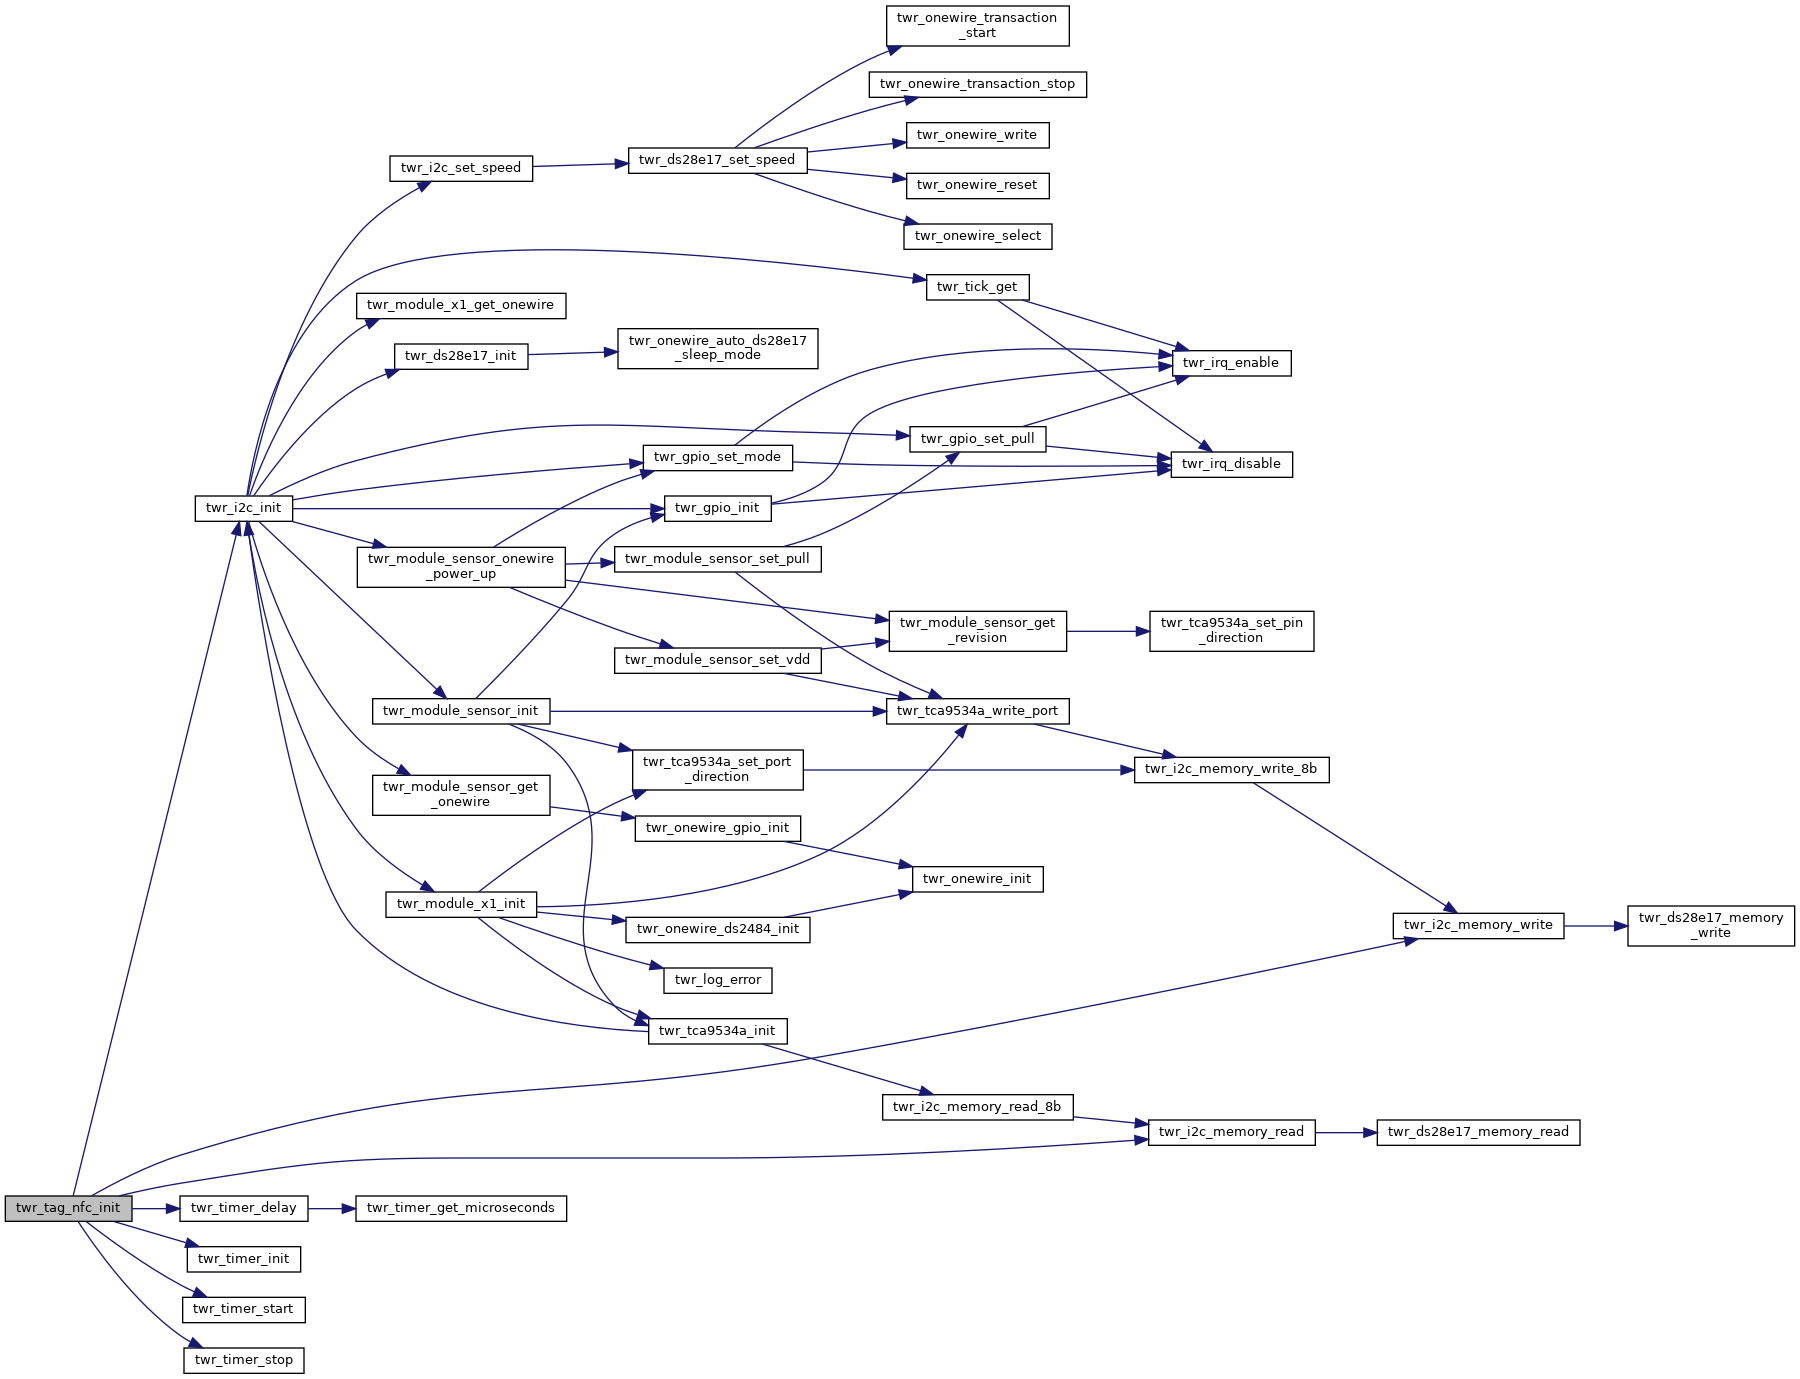 twr_onewire_transaction
_start
twr_onewire_transaction_stop
twr_onewire_write
twr_i2c_set_speed
twr_ds28e17_set_speed
twr_onewire_reset
twr_onewire_select
twr_tick_get
twr_module_x1_get_onewire
twr_ds28e17_init
twr_onewire_auto_ds28e17
_sleep_mode
twr_irq_enable
twr_gpio_set_pull
twr_gpio_set_mode
twr_irq_disable
twr_i2c_init
twr_gpio_init
twr_module_sensor_onewire
_power_up
twr_module_sensor_set_pull
twr_module_sensor_get
_revision
twr_tca9534a_set_pin
_direction
twr_module_sensor_set_vdd
twr_module_sensor_init
twr_tca9534a_write_port
twr_tca9534a_set_port
_direction
twr_i2c_memory_write_8b
twr_module_sensor_get
_onewire
twr_onewire_gpio_init
twr_onewire_init
twr_module_x1_init
twr_onewire_ds2484_init
twr_i2c_memory_write
twr_ds28e17_memory
_write
twr_log_error
twr_tca9534a_init
twr_i2c_memory_read_8b
twr_i2c_memory_read
twr_ds28e17_memory_read
twr_tag_nfc_init
twr_timer_delay
twr_timer_get_microseconds
twr_timer_init
twr_timer_start
twr_timer_stop